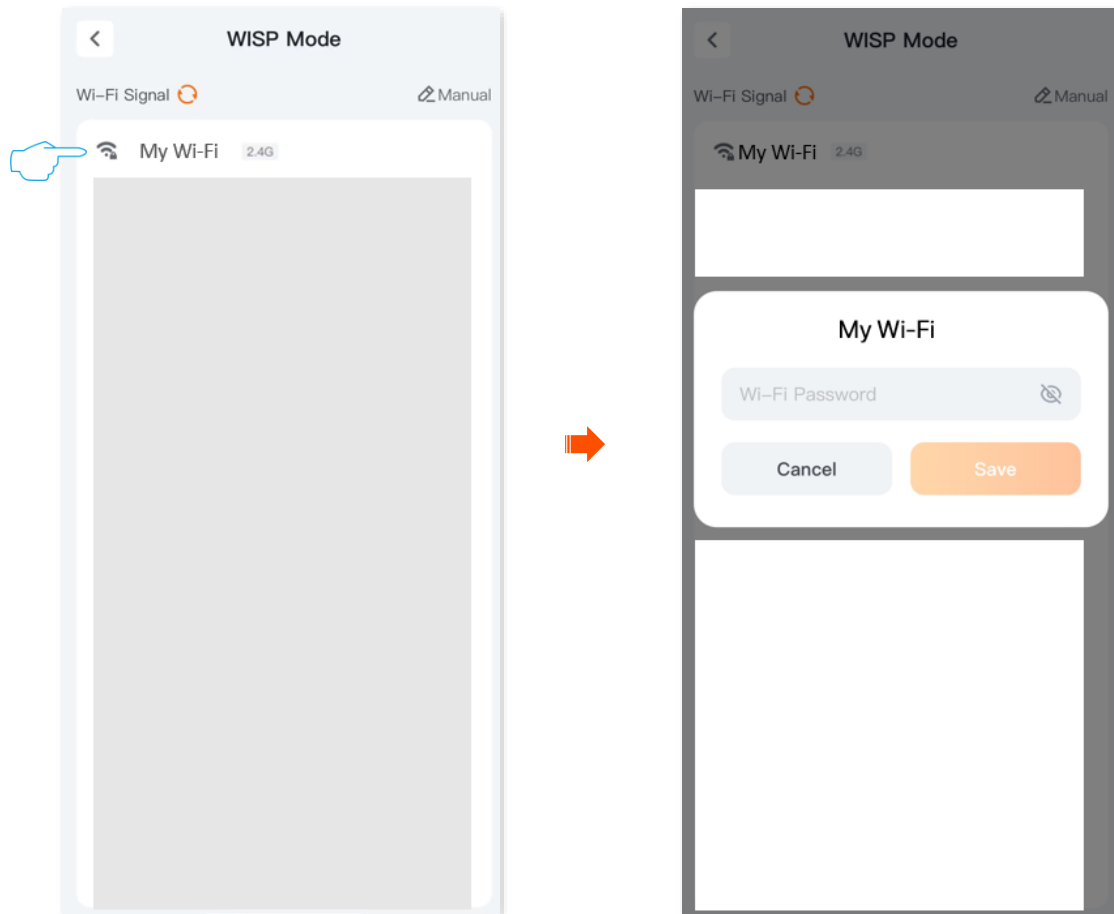 WISP Mode
Wi-Fi Signal
Manual
My Wi-Fi 2.4G
WISP Mode
Wi-Fi Signal
Manual
My Wi-Fi 2.4G
My Wi-Fi
Wi-Fi Password
Cancel
Save